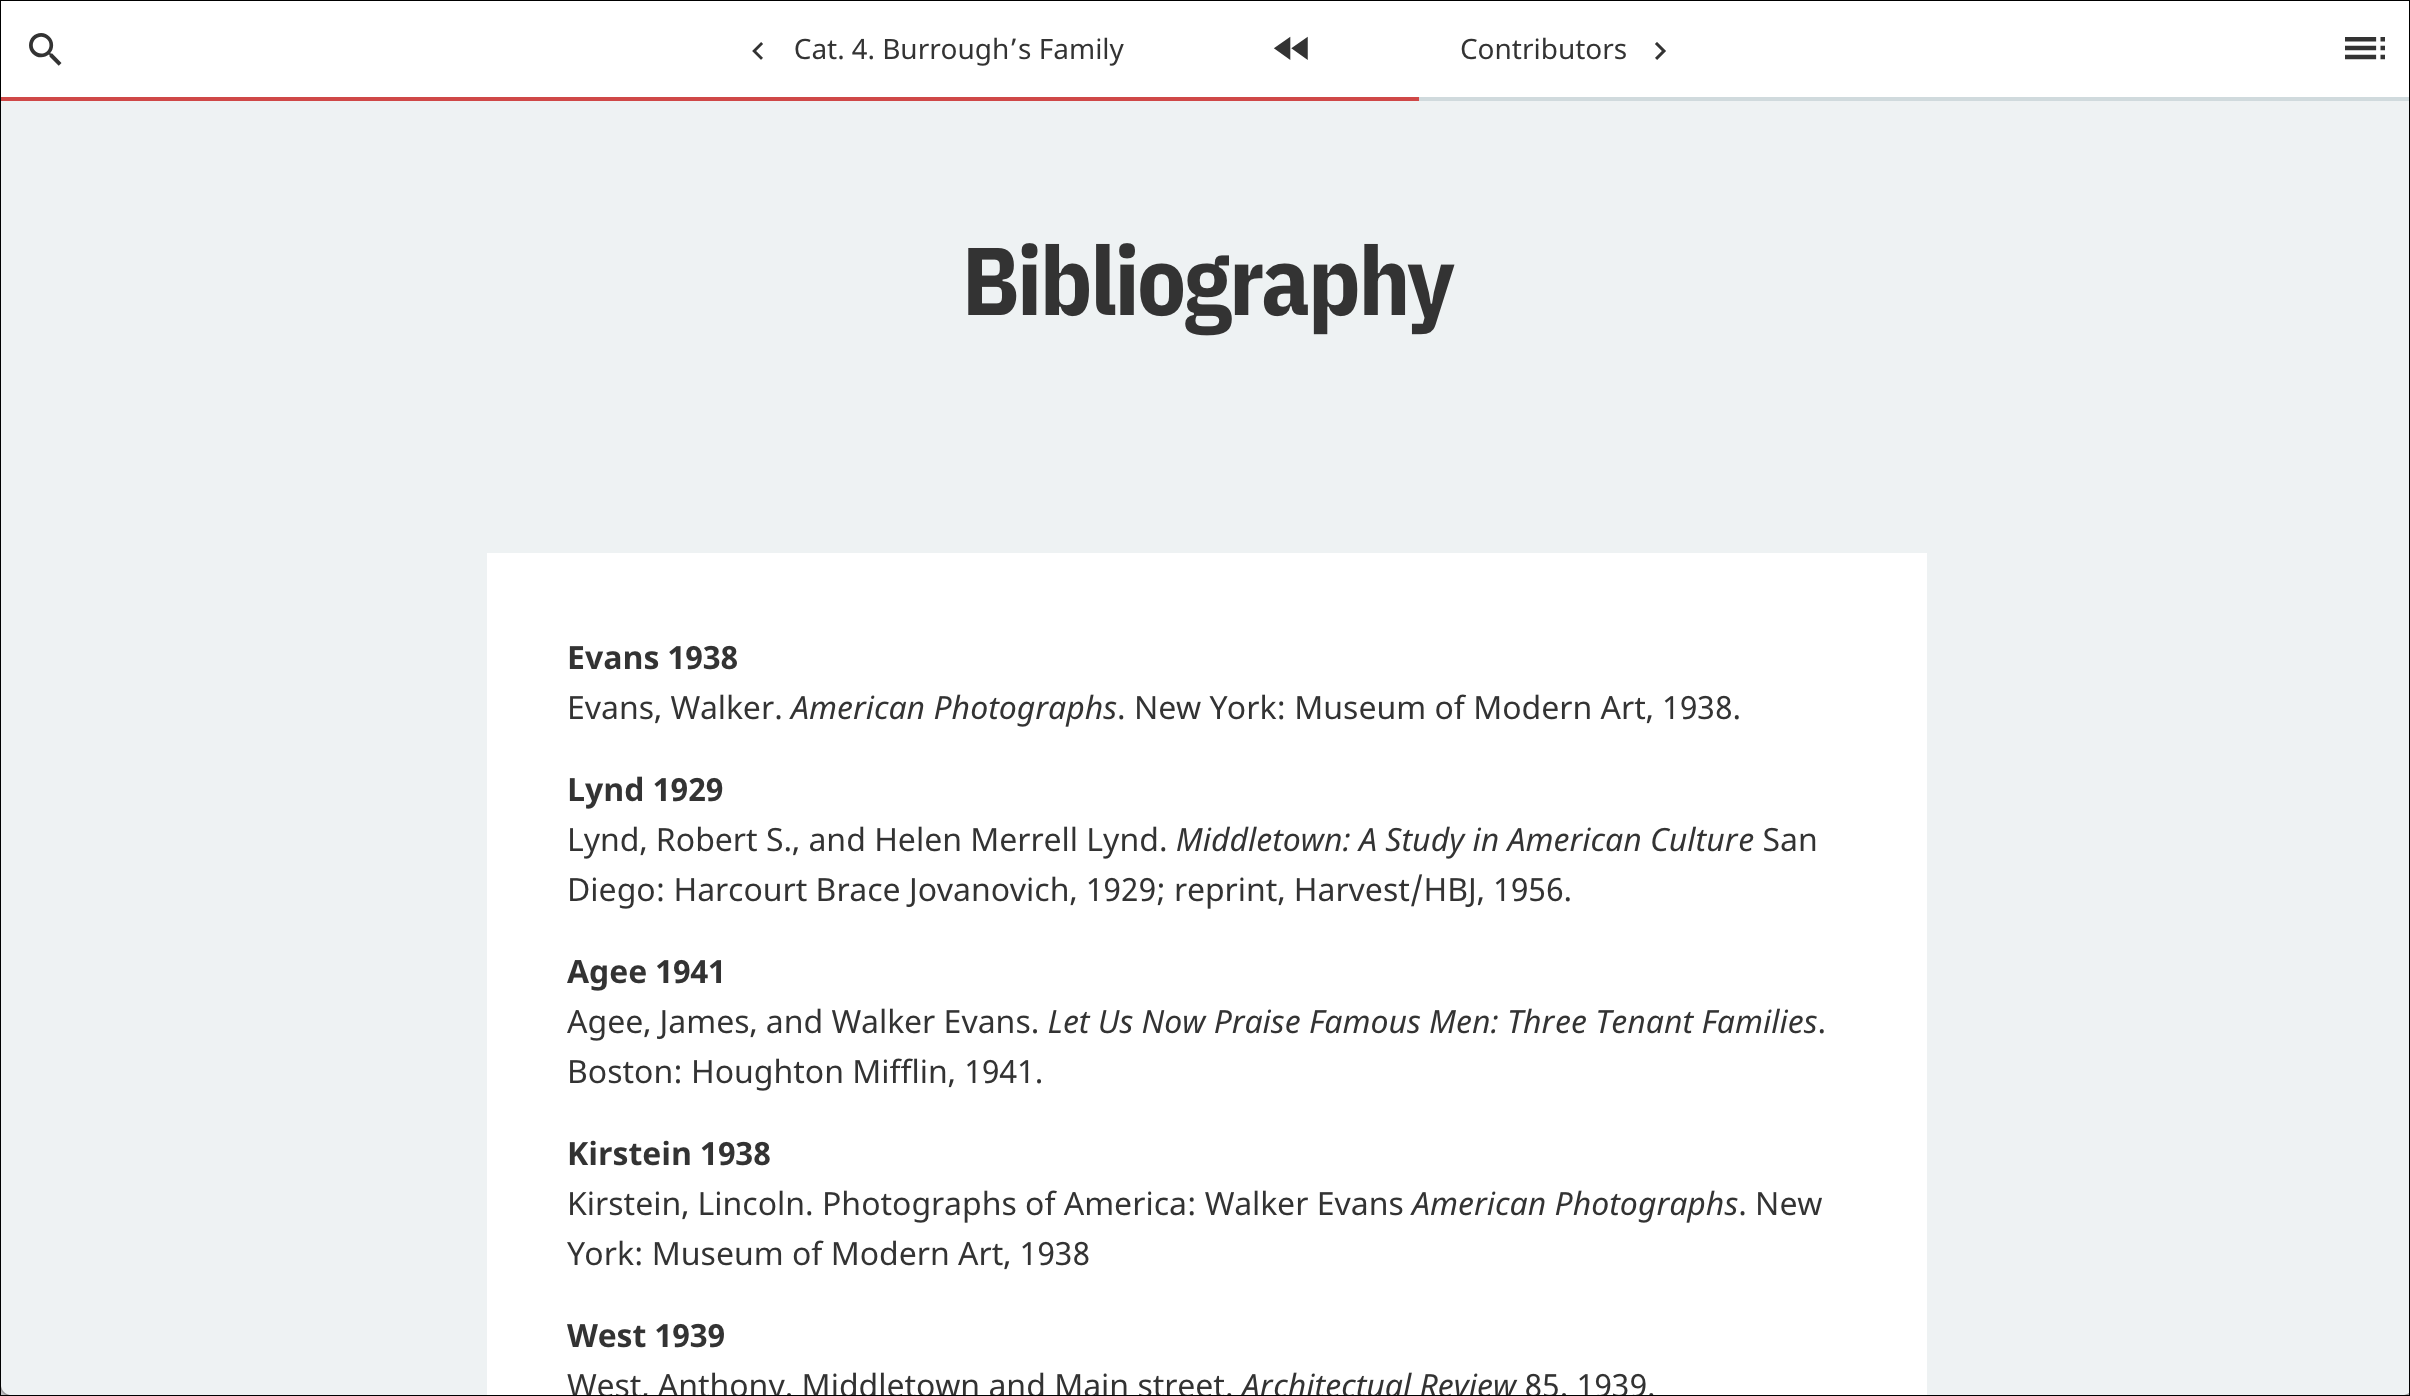 Cat. 4. Burrough’s Family
Contributors
Bibliography
Evans 1938
Evans, Walker. American Photographs. New York: Museum of Modern Art, 1938.
Lynd 1929
Lynd, Robert S., and Helen Merrell Lynd. Middletown: A Study in American Culture San
Diego: Harcourt Brace Jovanovich, 1929; reprint, Harvest/HBJ, 1956.
Agee 1941
Agee, James, and Walker Evans. Let Us Now Praise Famous Men: Three Tenant Families.
Boston: Houghton Mifflin, 1941.
Kirstein 1938
Kirstein, Lincoln. Photographs of America: Walker Evans American Photographs. New
York: Museum of Modern Art, 1938
West 1939
West, Anthony. Middletown and Main street. Architectual Review 85, 1939.